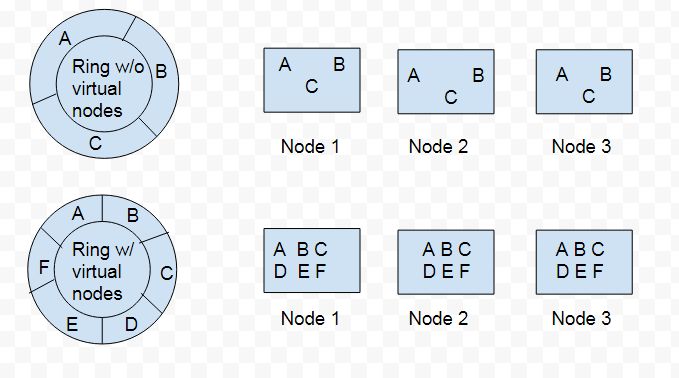 A
B
Ring w/o
virtual
nodes
C
A B
C
Node 1
A B
C
Node 2
A B
C
Node 3
A
B
Ring w/
virtual
nodes
F
C
E
D
A B C
D E F
Node 1
A B C
D E F
Node 2
A B C
D E F
Node 3